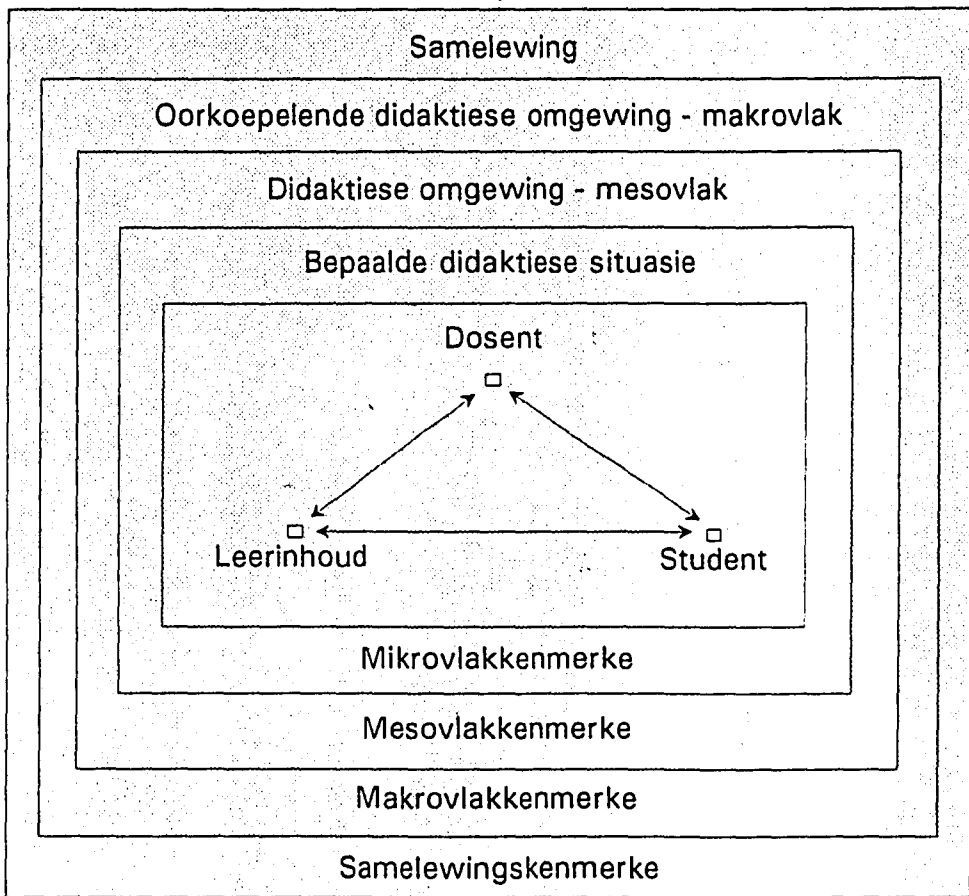 Samelewing
Oorkoepelende didaktiese omgewing - makrovlak
Didaktiese omgewing - mesovlak
Bepaalde didaktiese situasie
Dosent
Leerinhoud
Student
Mikrovlakkenmerke
Mesovlakkenmerke
Makrovlakkenmerke
Samelewingskenmerke